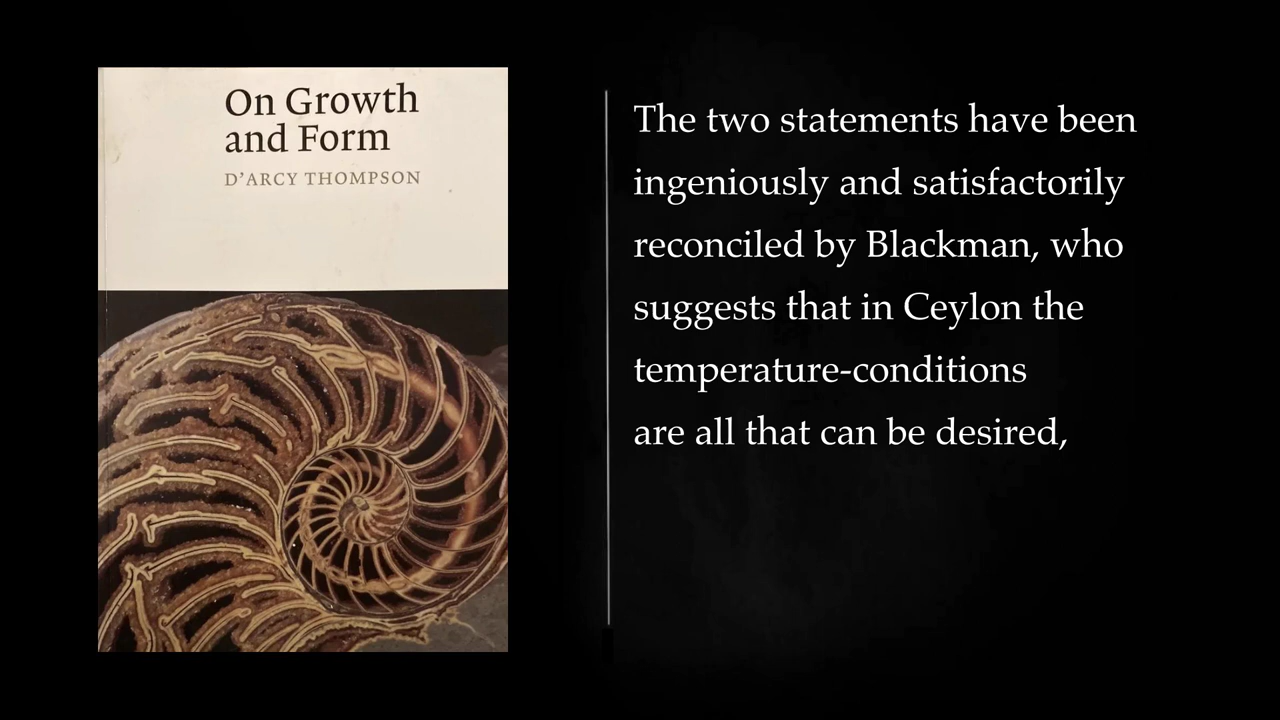 On Growth
and Form
D'ARCY THOMPSON
The two statements have been
ingeniously and satisfactorily
reconciled by Blackman, who
suggests that in Ceylon the
temperature-conditions
are all that can be desired,